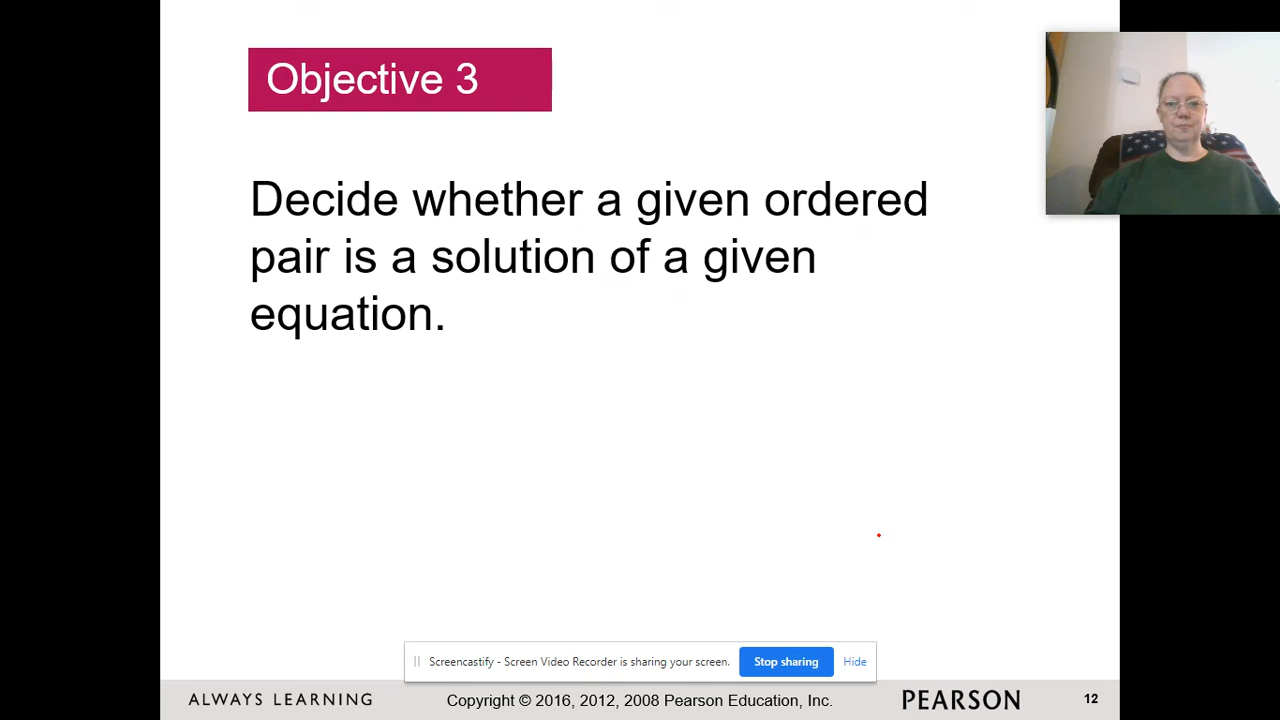 Objective 3
Decide whether a given ordered
pair is a solution of a given
equation.
Screencastify - Screen Video Recorder is sharing your screen.
Stop sharing
Hide
ALWAYS LEARNING
Copyright © 2016, 2012, 2008 Pearson Education, Inc.
PEARSON
12